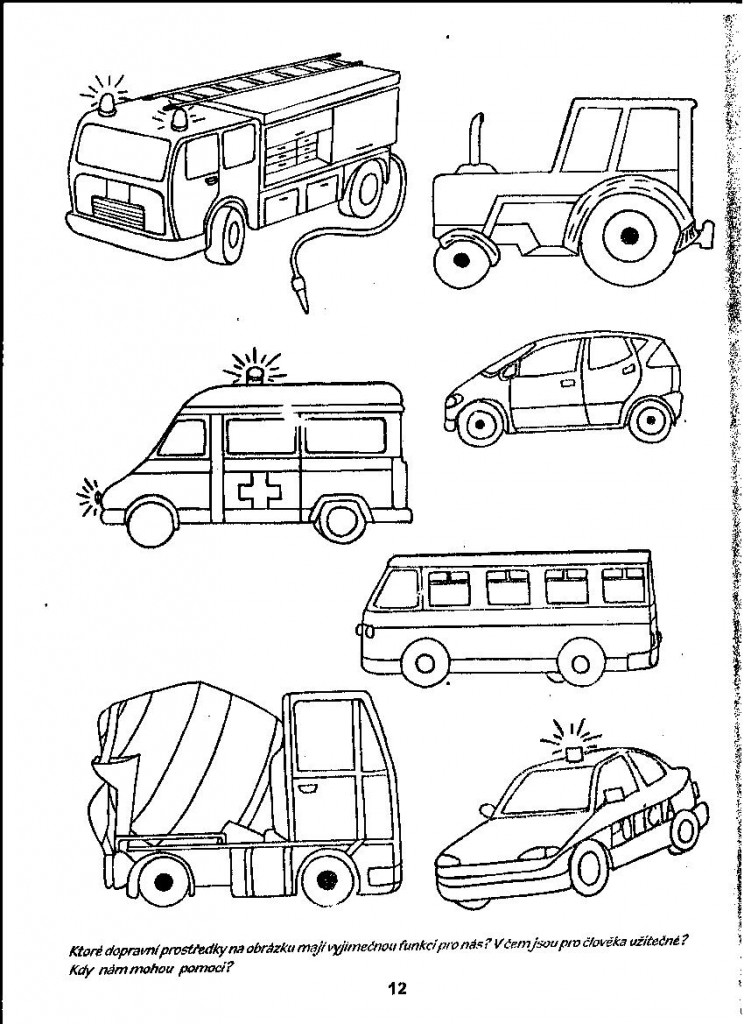 POLICIA
Ktoré dopravní prostředky na obrázku mají vyjimečnou funkci pro nás? V čem jsou pro člověka užitečné?
Kdy nám mohou pomoci?
12